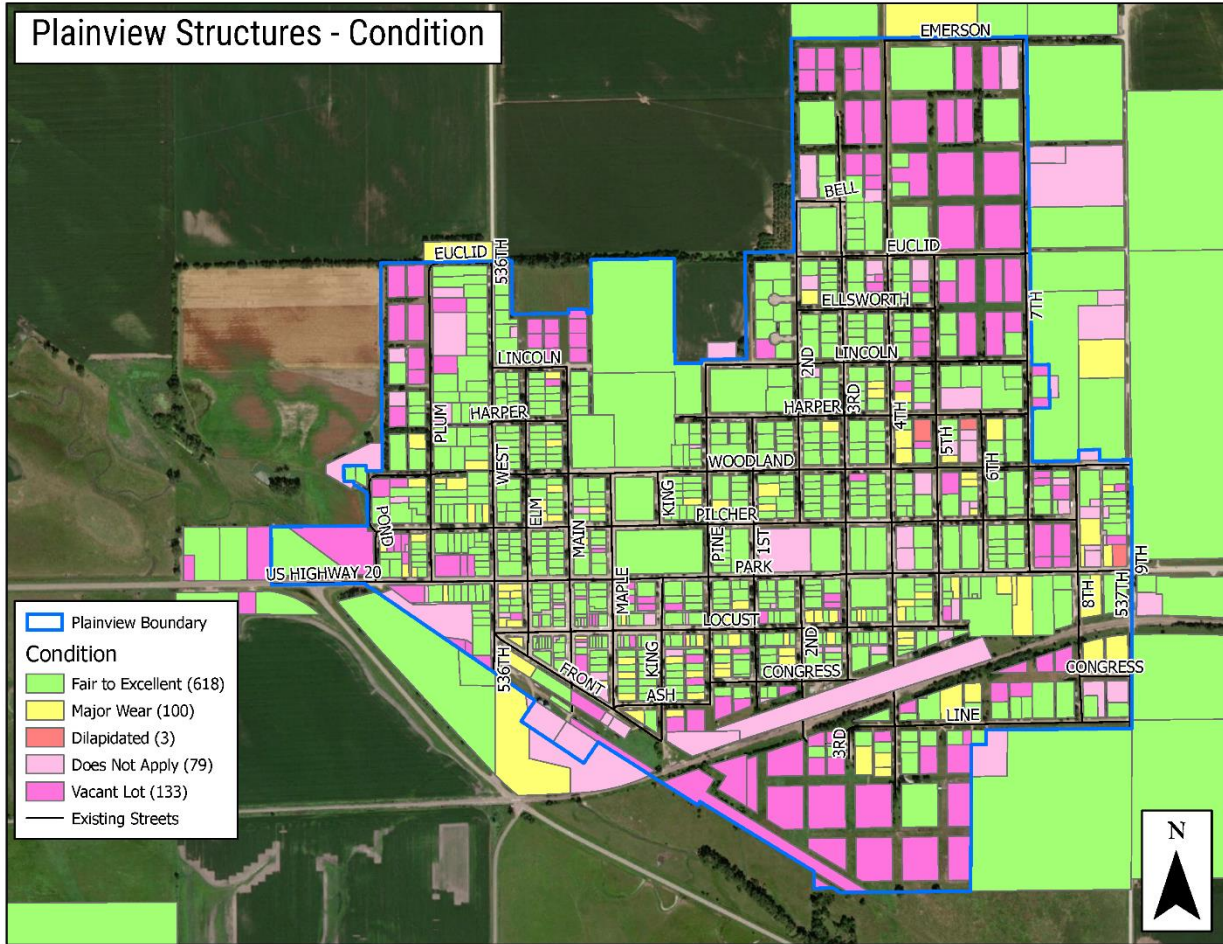 Plainview Structures - Condition
EMERSON
BELL
EUCLID
EUCLID
536TH
ELLSWORTH
7TH
LINCOLN
LINCOLN
2ND
3RD
HARPER
HARPER
4TH
PLUM
5TH
WEST
WOODLAND
6TH
KING
ELM
PILCHER
POND
MAIN
PINE
1ST
PARK
US HIGHWAY 20
MAPLE
9TH
8TH
537TH
LOCUST
2ND
KING
536TH
FRONT
CONGRESS
CONGRESS
ASH
LINE
3RD
Plainview Boundary
Condition
Fair to Excellent (618)
Major Wear (100)
Dilapidated (3)
Does Not Apply (79)
Vacant Lot (133)
Existing Streets
N